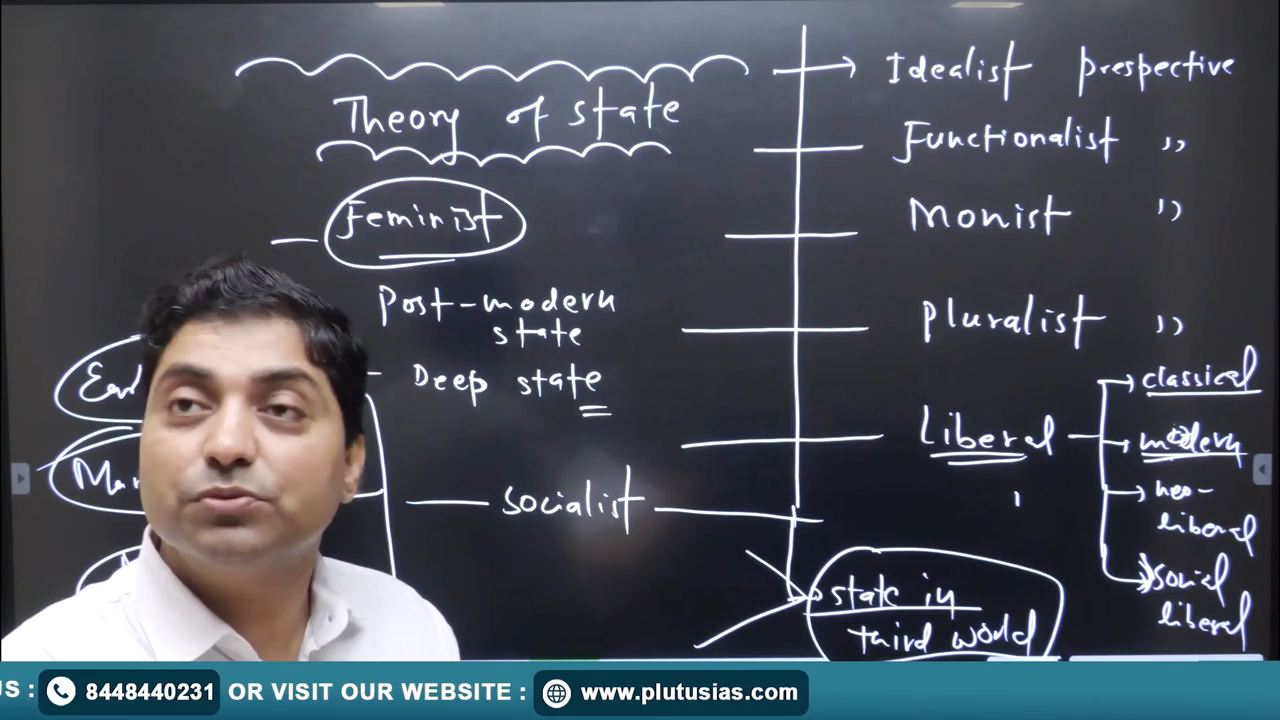 Theory of state
Feminist
Post-modern
state
Deep state
socialist
Idealist prespective
Functionalist ,,
Monist ,,
Pluralist ,,
Liberal
classical
modern
neo-
liberal
social
liberal
state in
third world
US : 8448440231 OR VISIT OUR WEBSITE : www.plutusias.com